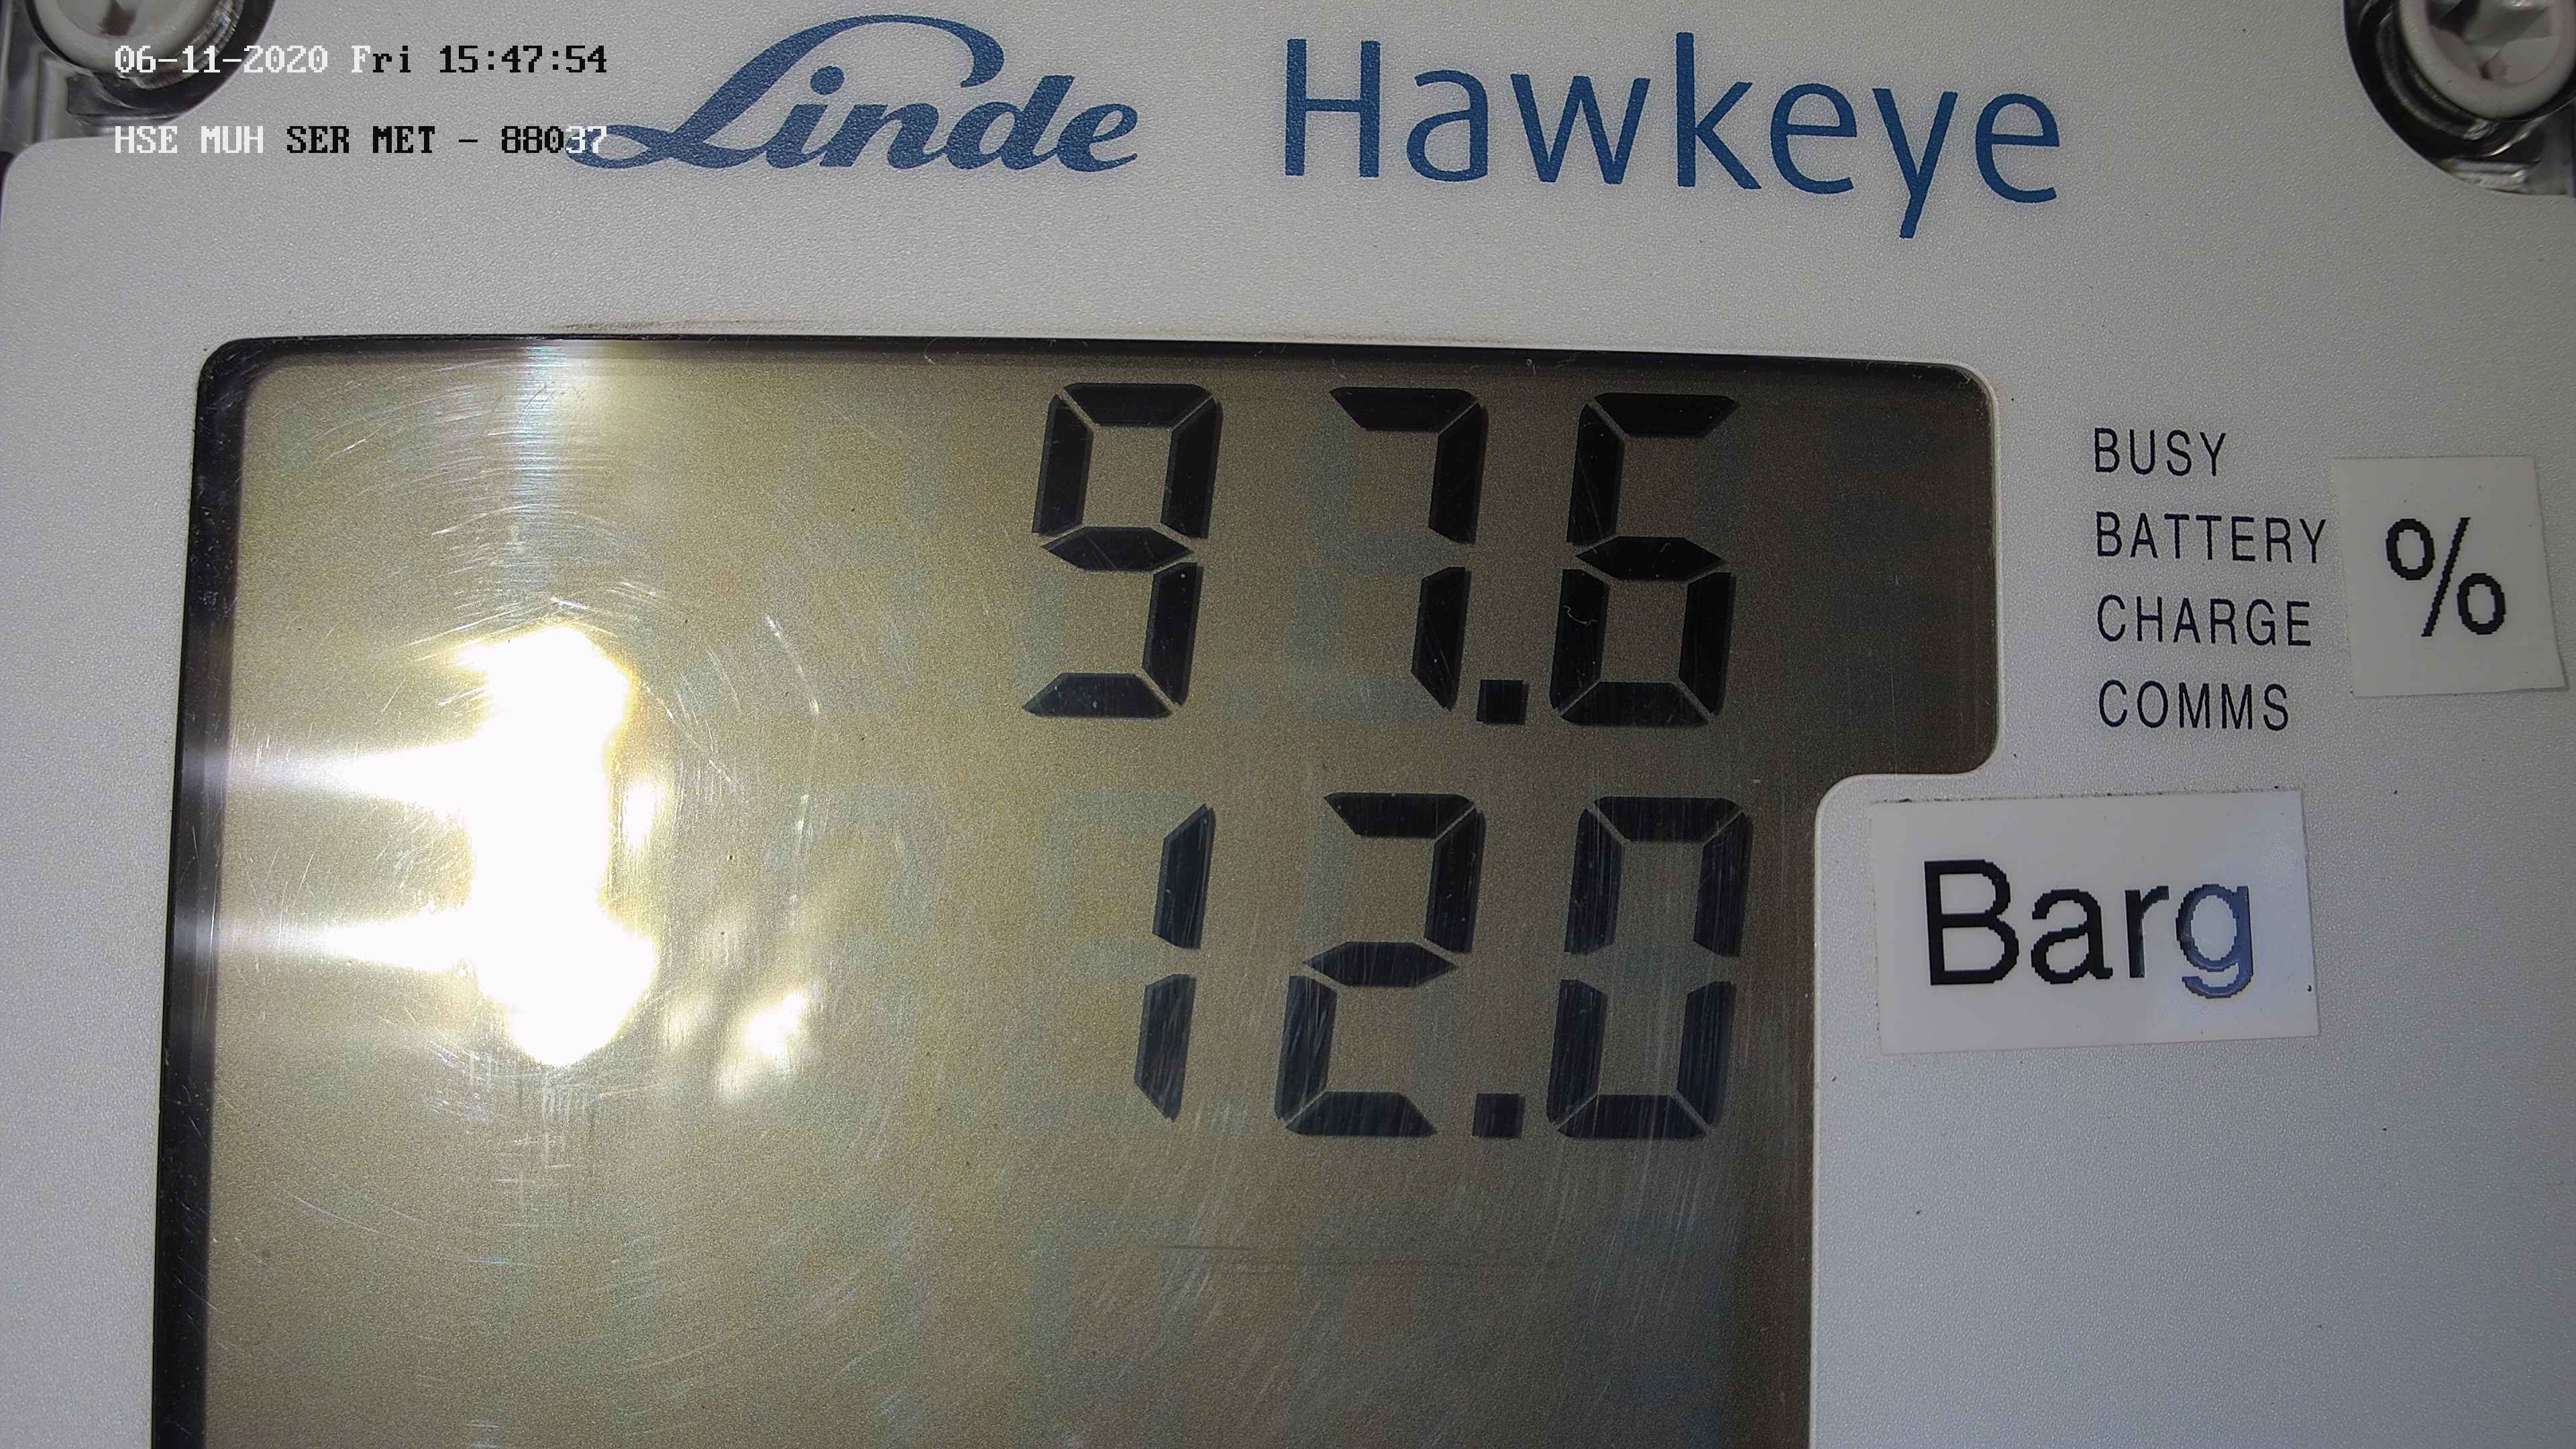 06-11-2020 Fri 15:47:54
HSE MUH SER MET - 88037
Linde Hawkeye
97.6
BUSY
BATTERY
CHARGE
COMMS
%
12.0
Barg